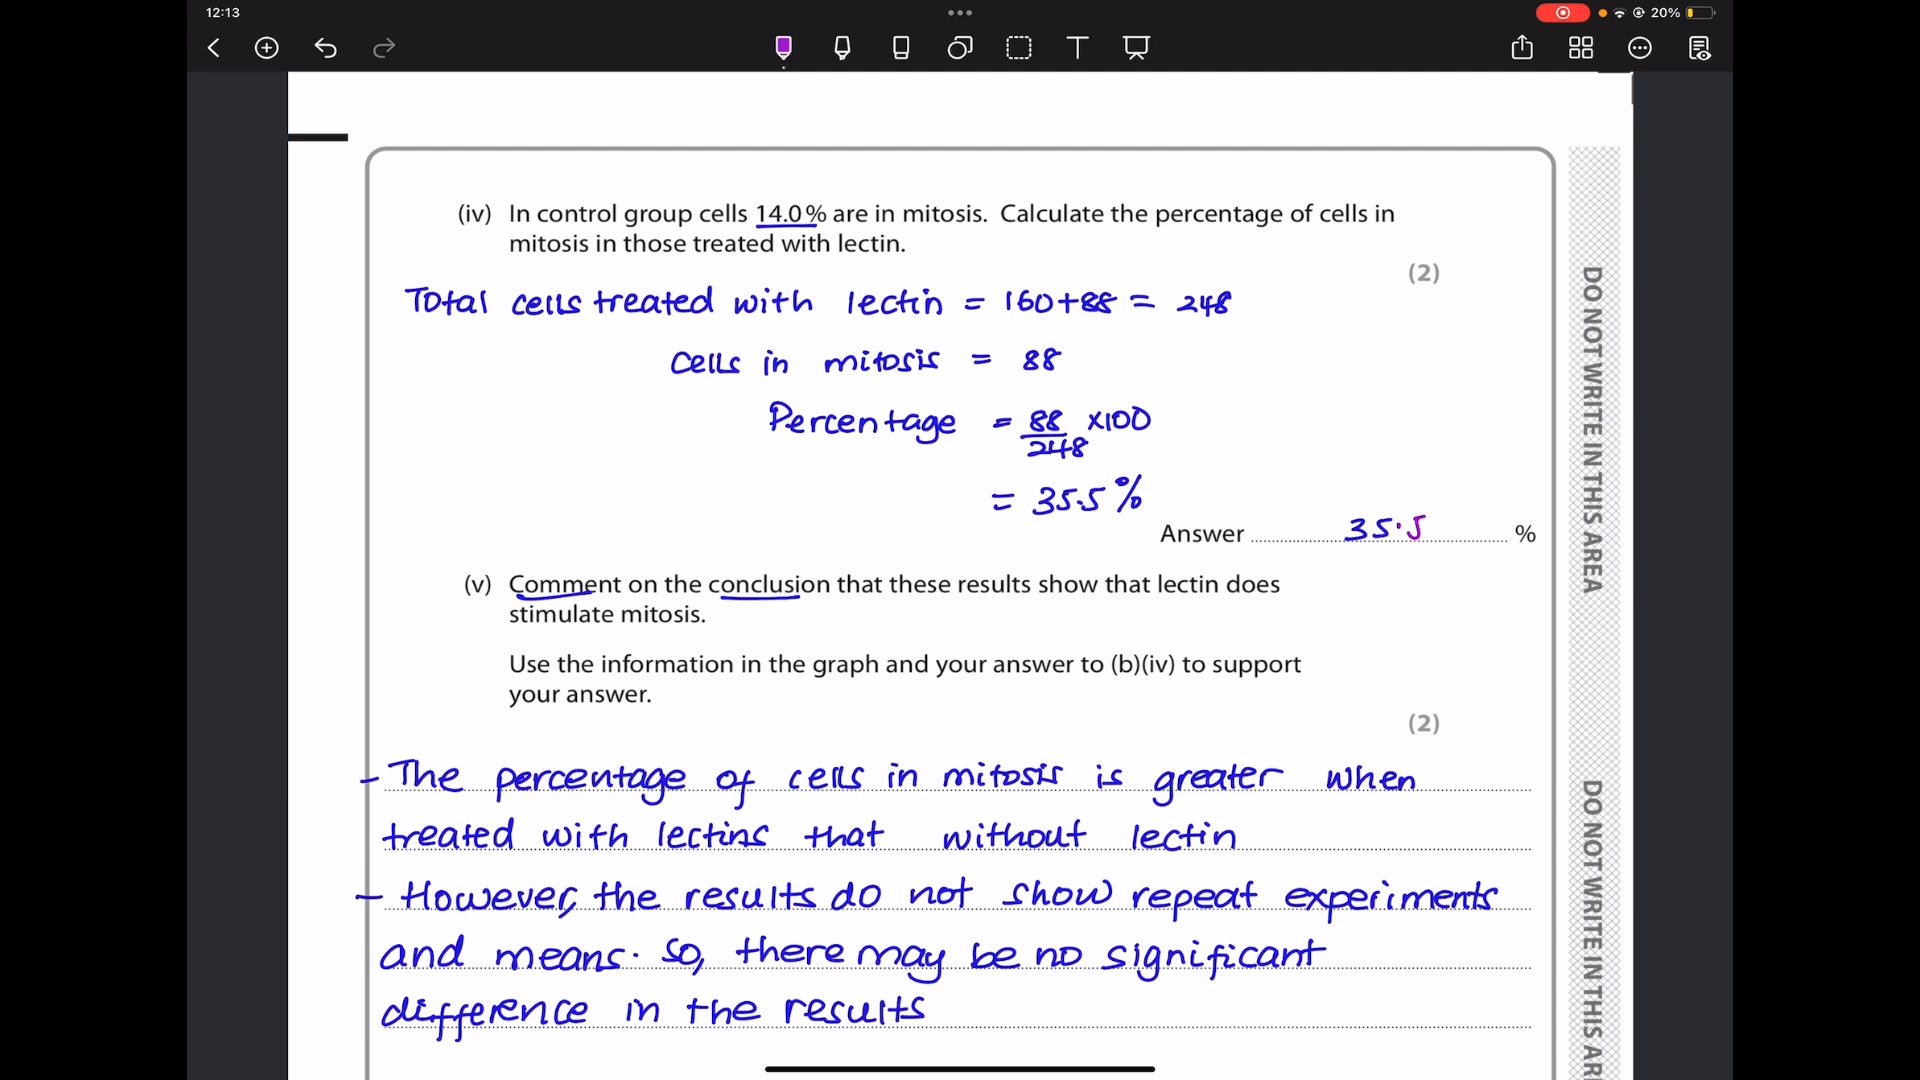 12:13
20%
(iv) In control group cells 14.0% are in mitosis. Calculate the percentage of cells in
mitosis in those treated with lectin.
(2)
Total cells treated with lectin = 160+88 = 248
Cells in mitosis = 88
Percentage = 88/248 ×100
= 35.5%
Answer 35.5 %
(v) Comment on the conclusion that these results show that lectin does
stimulate mitosis.
Use the information in the graph and your answer to (b)(iv) to support
your answer.
(2)
- The percentage of cells in mitosis is greater when
treated with lectins that without lectin
- However, the results do not show repeat experiments
and means. So, there may be no significant
difference in the results
DO NOT WRITE IN THIS AREA
DO NOT WRITE IN THIS AR